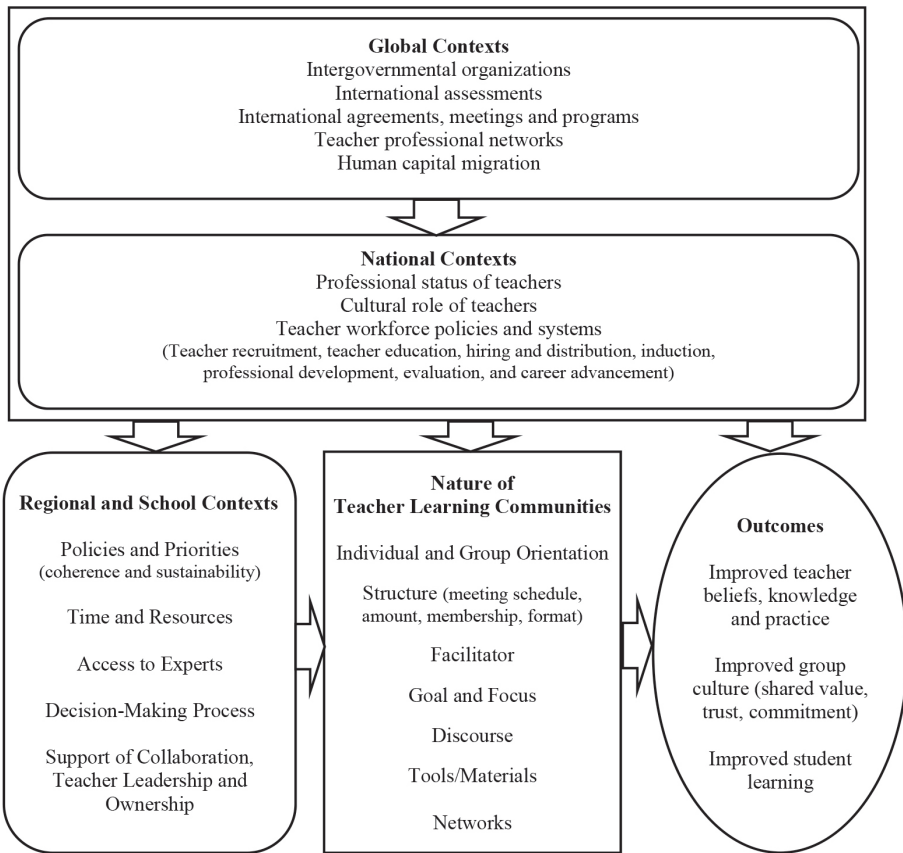 Global Contexts
Intergovernmental organizations
International assessments
International agreements, meetings and programs
Teacher professional networks
Human capital migration
National Contexts
Professional status of teachers
Cultural role of teachers
Teacher workforce policies and systems
(Teacher recruitment, teacher education, hiring and distribution, induction,
professional development, evaluation, and career advancement)
Regional and School Contexts
Policies and Priorities
(coherence and sustainability)
Time and Resources
Access to Experts
Decision-Making Process
Support of Collaboration,
Teacher Leadership and
Ownership
Nature of
Teacher Learning Communities
Individual and Group Orientation
Structure (meeting schedule,
amount, membership, format)
Facilitator
Goal and Focus
Discourse
Tools/Materials
Networks
Outcomes
Improved teacher
beliefs, knowledge
and practice
Improved group
culture (shared value,
trust, commitment)
Improved student
learning